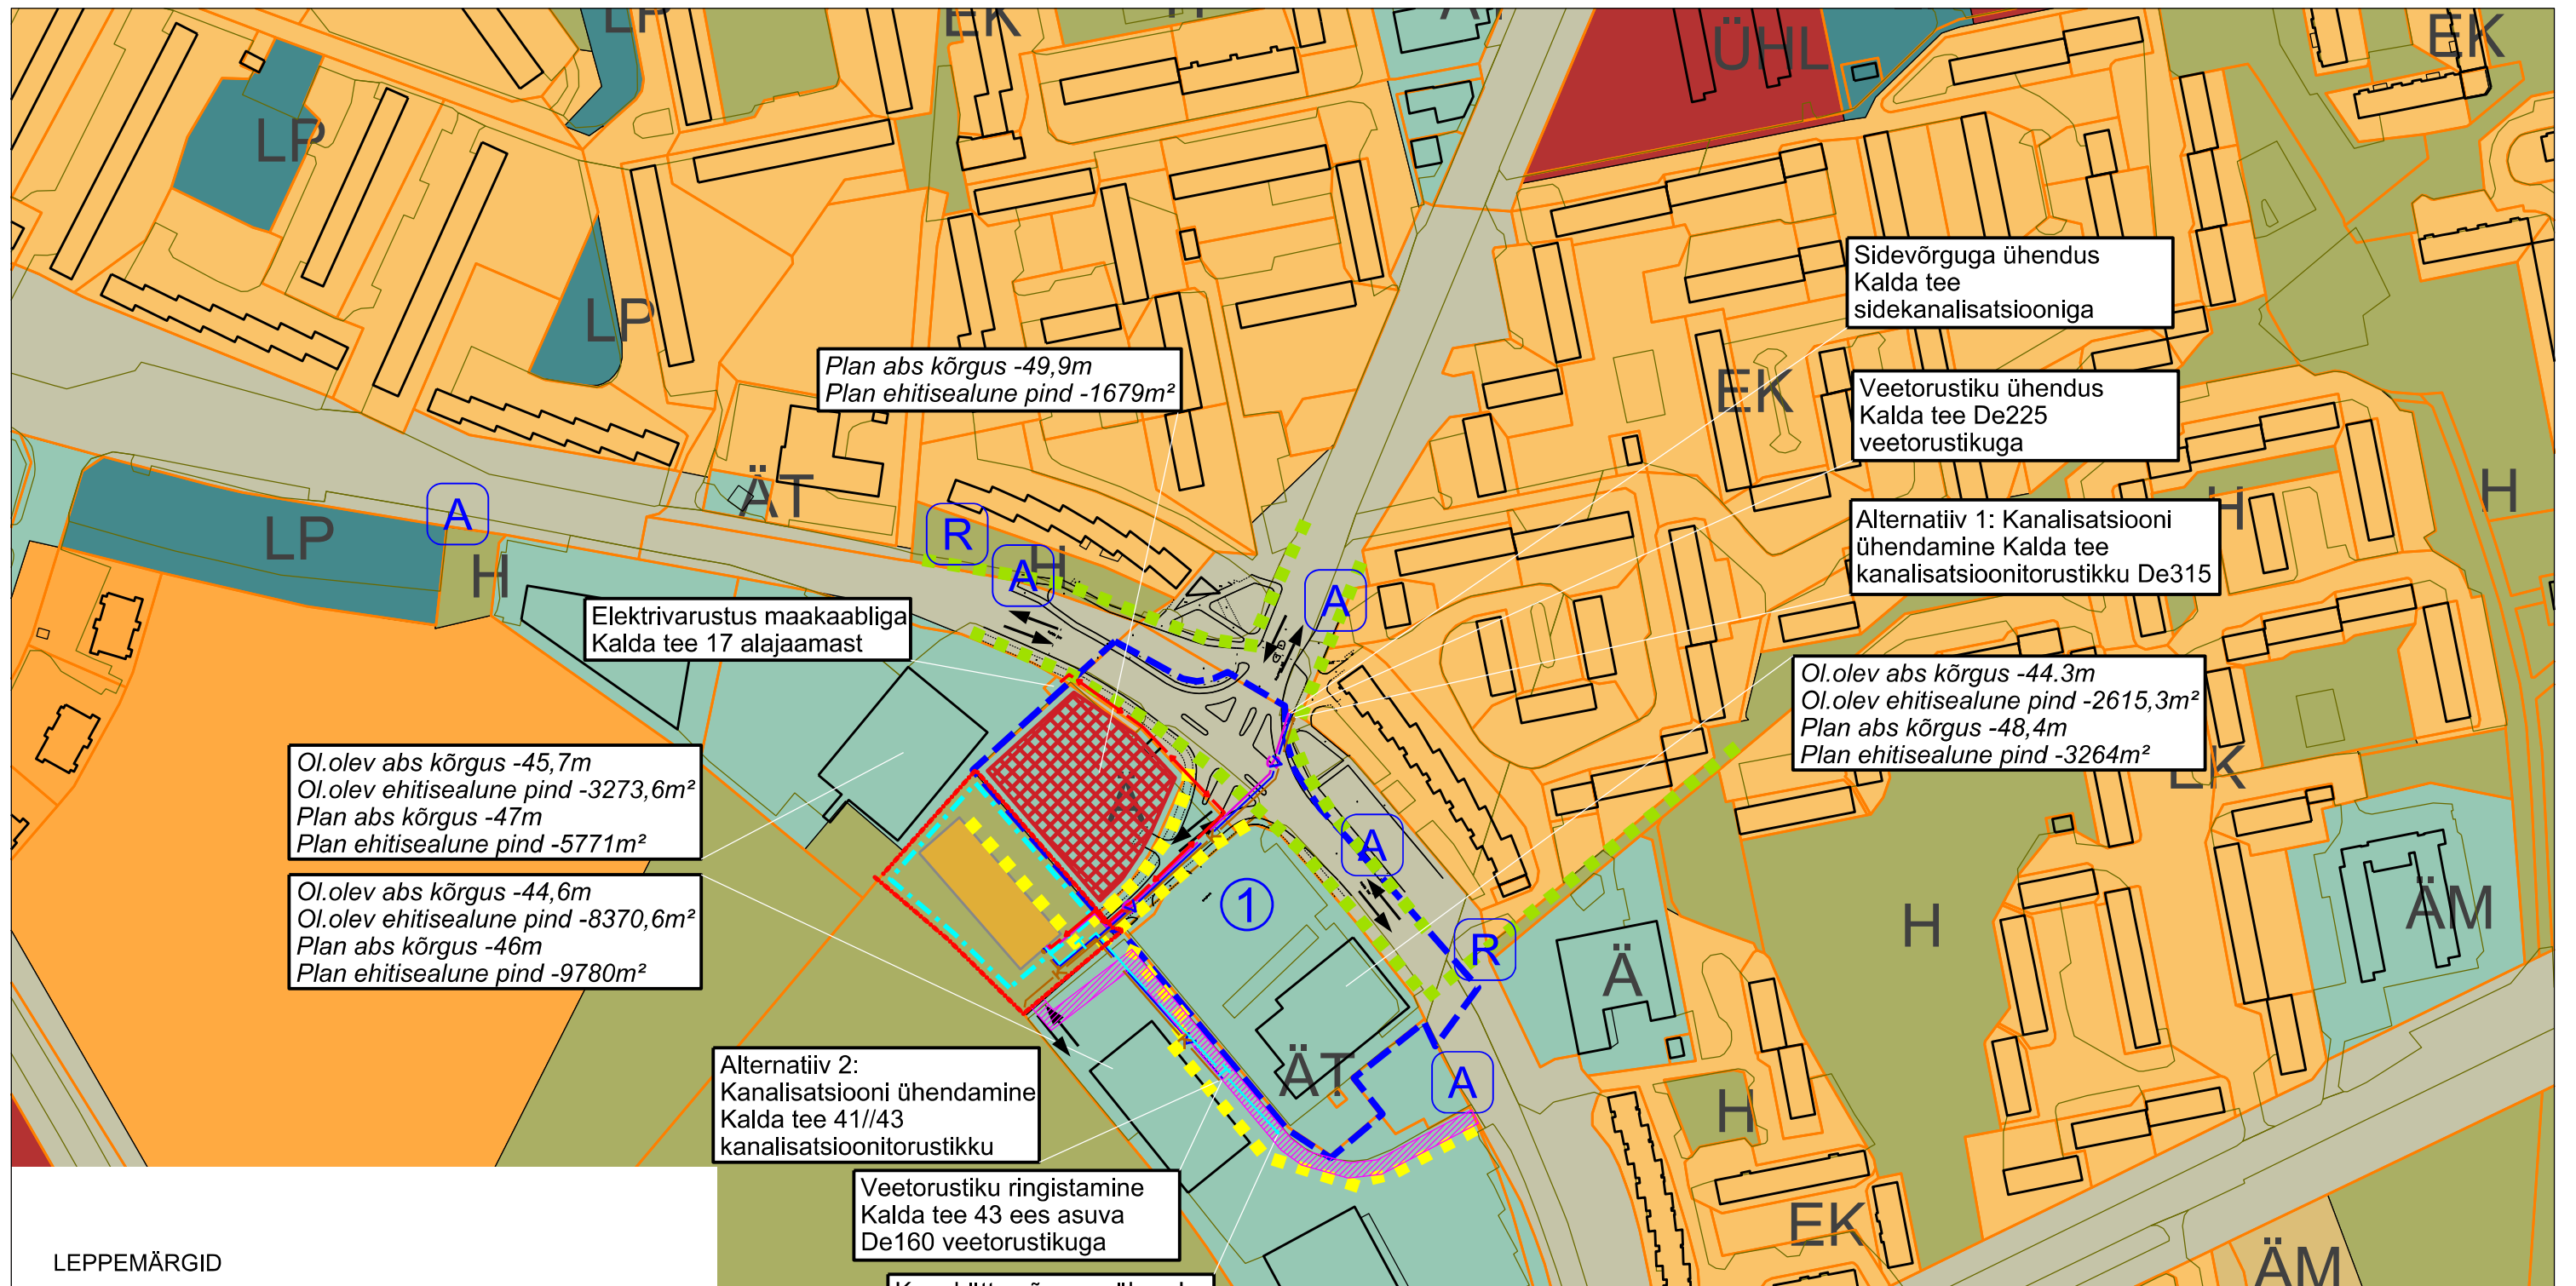 LP
EK
H
ÜHL
EK
LP
LP
Sidevõrguga ühendus
Kalda tee
sidekanalisatsiooniga
Plan abs kõrgus -49,9m
Plan ehitisealune pind -1679m²
EK
Veetorustiku ühendus
Kalda tee De225
veetorustikuga
ÄT
A
R
LP
H
A
H
H
H
Alternatiiv 1: Kanalisatsiooni
ühendamine Kalda tee
kanalisatsioonitorustikku De315
A
Elektrivarustus maakaabliga
Kalda tee 17 alajaamast
Ol.olev abs kõrgus -44.3m
Ol.olev ehitisealune pind -2615,3m²
Plan abs kõrgus -48,4m
Plan ehitisealune pind -3264m²
EK
Ol.olev abs kõrgus -45,7m
Ol.olev ehitisealune pind -3273,6m²
Plan abs kõrgus -47m
Plan ehitisealune pind -5771m²
Ä
A
1
ÄM
H
R
Ä
Ol.olev abs kõrgus -44,6m
Ol.olev ehitisealune pind -8370,6m²
Plan abs kõrgus -46m
Plan ehitisealune pind -9780m²
ÄT
A
H
Alternatiiv 2:
Kanalisatsiooni ühendamine
Kalda tee 41//43
kanalisatsioonitorustikku
Veetorustiku ringistamine
Kalda tee 43 ees asuva
De160 veetorustikuga
EK
ÄM
LEPPEMÄRGID